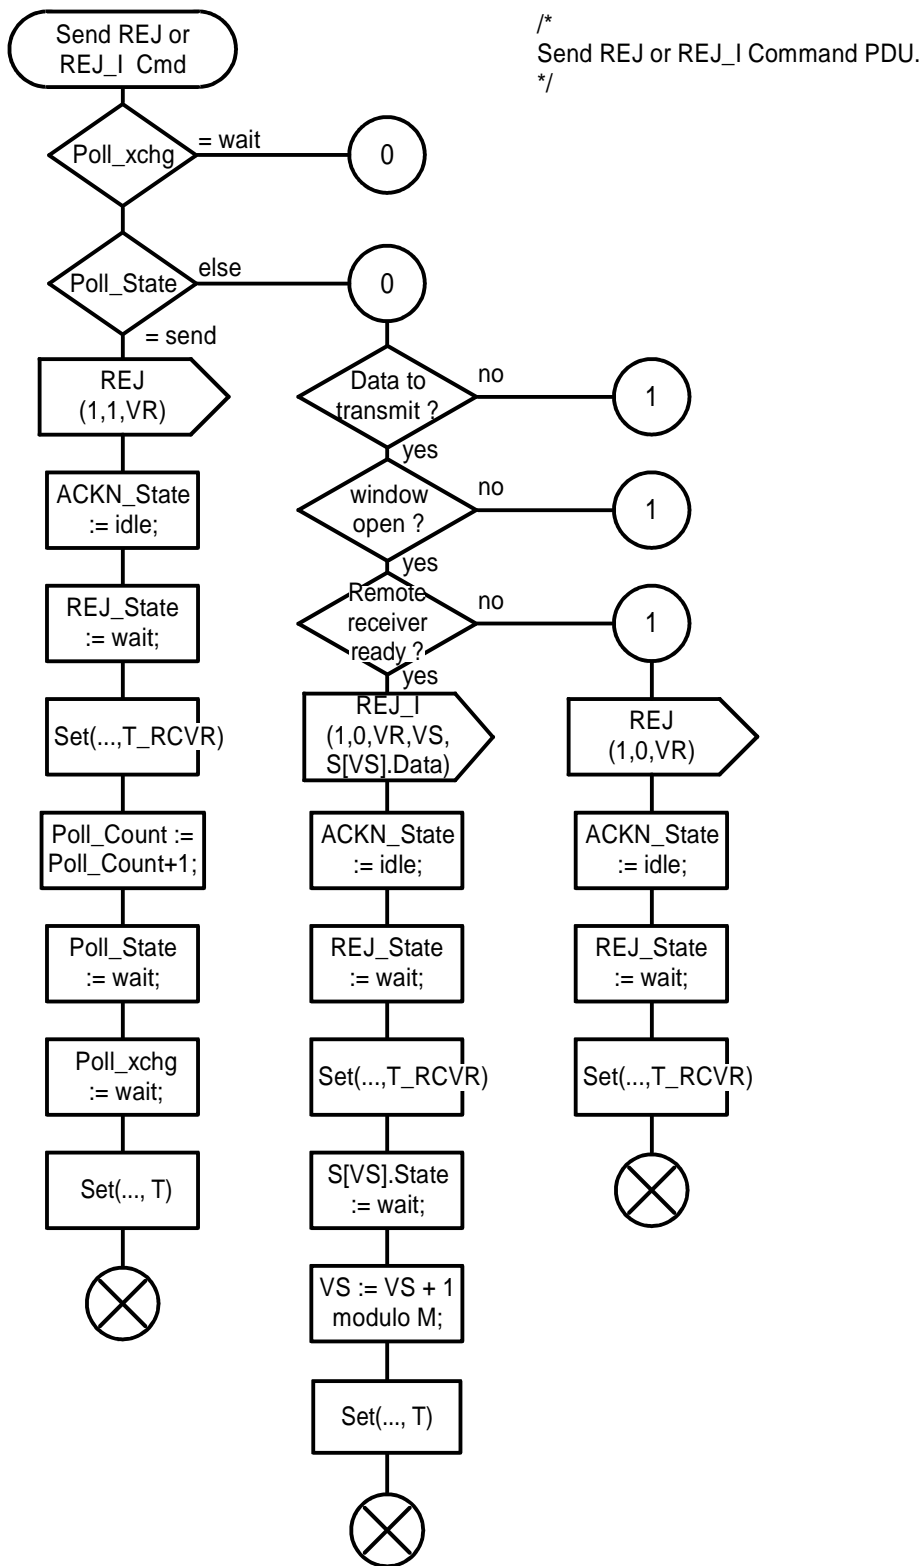 Send REJ or
REJ_I Cmd
/*
Send REJ or REJ_I Command PDU.
*/
Poll_xchg
= wait
0
Poll_State
else
0
= send
REJ
(1,1,VR)
ACKN_State
:= idle;
REJ_State
:= wait;
Set(...,T_RCVR)
Poll_Count :=
Poll_Count+1;
Poll_State
:= wait;
Poll_xchg
:= wait;
Set(..., T)
Data to
transmit ?
no
1
yes
window
open ?
no
1
yes
Remote
receiver
ready ?
no
1
yes
REJ_I
(1,0,VR,VS,
S[VS].Data)
ACKN_State
:= idle;
REJ_State
:= wait;
Set(...,T_RCVR)
S[VS].State
:= wait;
VS := VS + 1
modulo M;
Set(..., T)
REJ
(1,0,VR)
ACKN_State
:= idle;
REJ_State
:= wait;
Set(...,T_RCVR)